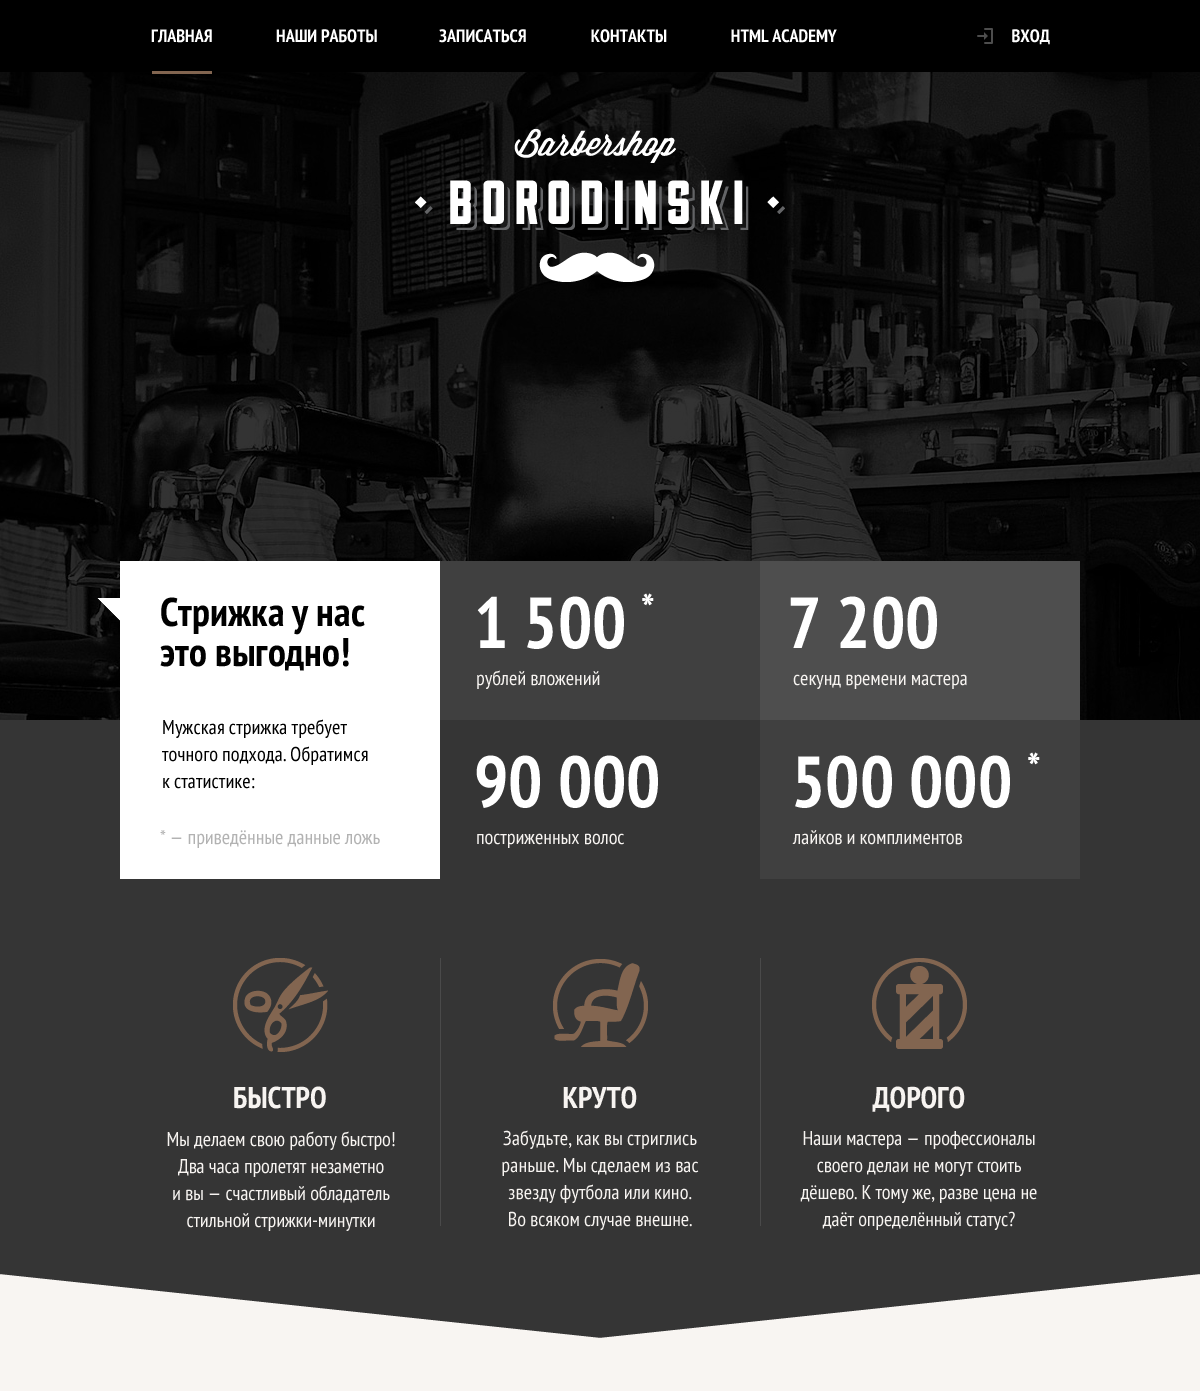 ГЛАВНАЯ НАШИ РАБОТЫ ЗАПИСАТЬСЯ КОНТАКТЫ HTML ACADEMY ВХОД
Barbershop
BORODINSKI
Стрижка у нас
это выгодно!
Мужская стрижка требует
точного подхода. Обратимся
к статистике:
* — приведённые данные ложь
1 500 *
рублей вложений
7 200
секунд времени мастера
90 000
постриженных волос
500 000 *
лайков и комплиментов
БЫСТРО
Мы делаем свою работу быстро!
Два часа пролетят незаметно
и вы — счастливый обладатель
стильной стрижки-минутки
КРУТО
Забудьте, как вы стриглись
раньше. Мы сделаем из вас
звезду футбола или кино.
Во всяком случае внешне.
ДОРОГО
Наши мастера — профессионалы
своего делаи не могут стоить
дёшево. К тому же, разве цена не
даёт определённый статус?